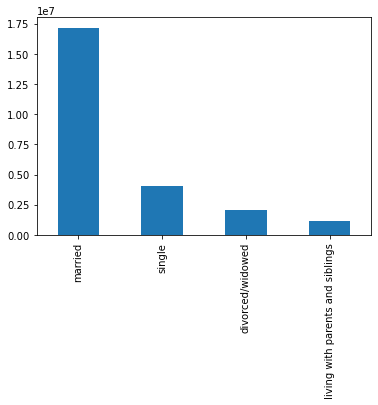 1e7
1.75
1.50
1.25
1.00
0.75
0.50
0.25
0.00
married
single
divorced/widowed
living with parents and siblings